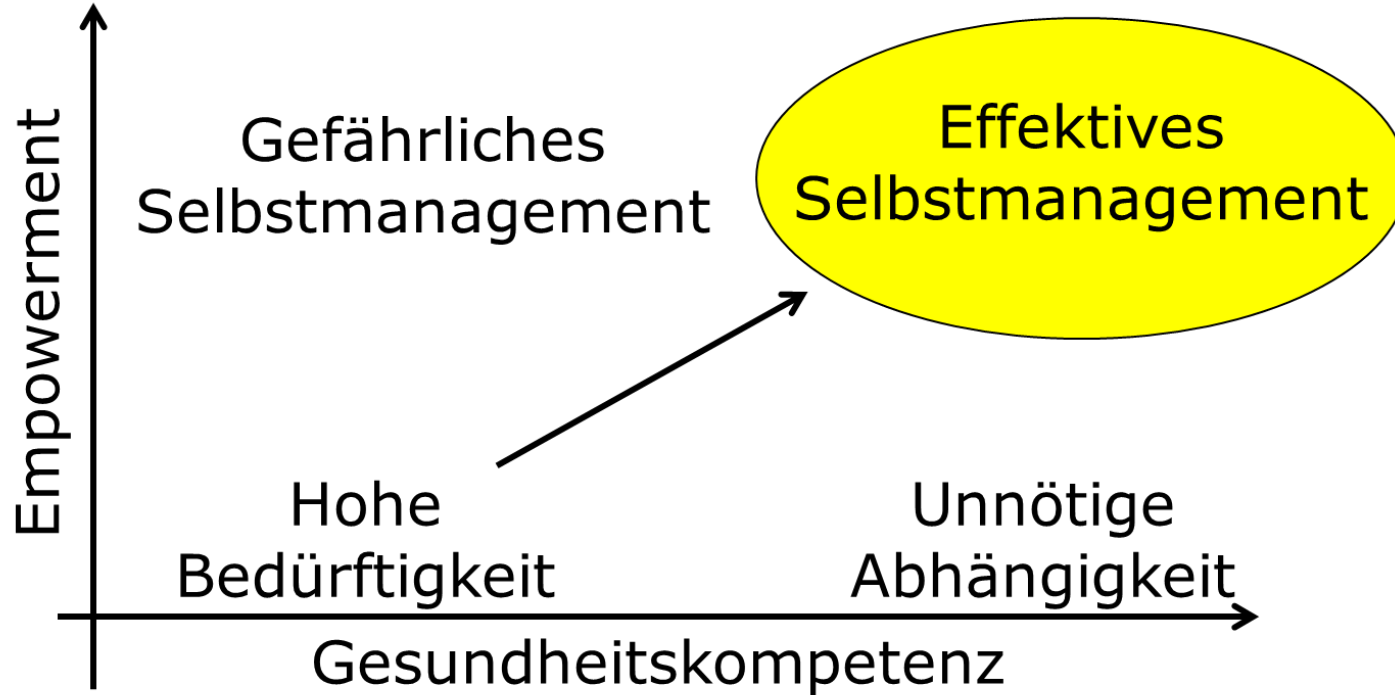 Empowerment
Gefährliches
Selbstmanagement
Effektives
Selbstmanagement
Hohe
Bedürftigkeit
Unnötige
Abhängigkeit
Gesundheitskompetenz